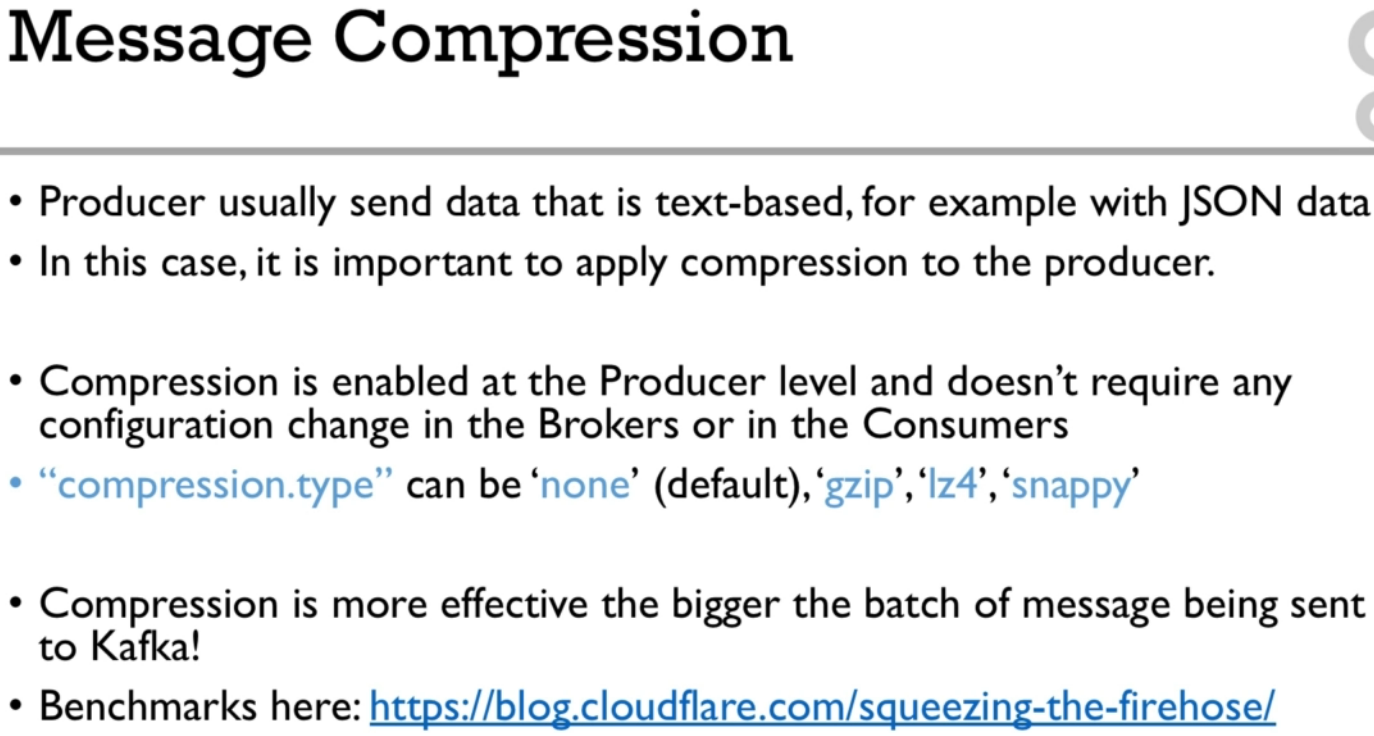 Message Compression
• Producer usually send data that is text-based, for example with JSON data
• In this case, it is important to apply compression to the producer.
• Compression is enabled at the Producer level and doesn’t require any
configuration change in the Brokers or in the Consumers
• “compression.type” can be ‘none’ (default), ‘gzip’, ‘lz4’, ‘snappy’
• Compression is more effective the bigger the batch of message being sent
to Kafka!
• Benchmarks here: https://blog.cloudflare.com/squeezing-the-firehose/